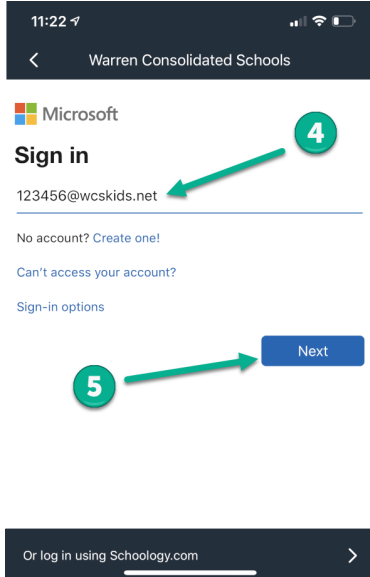 11:22
Warren Consolidated Schools
Microsoft
4
Sign in
123456@wcskids.net
No account? Create one!
Can't access your account?
Sign-in options
Next
5
Or log in using Schoology.com